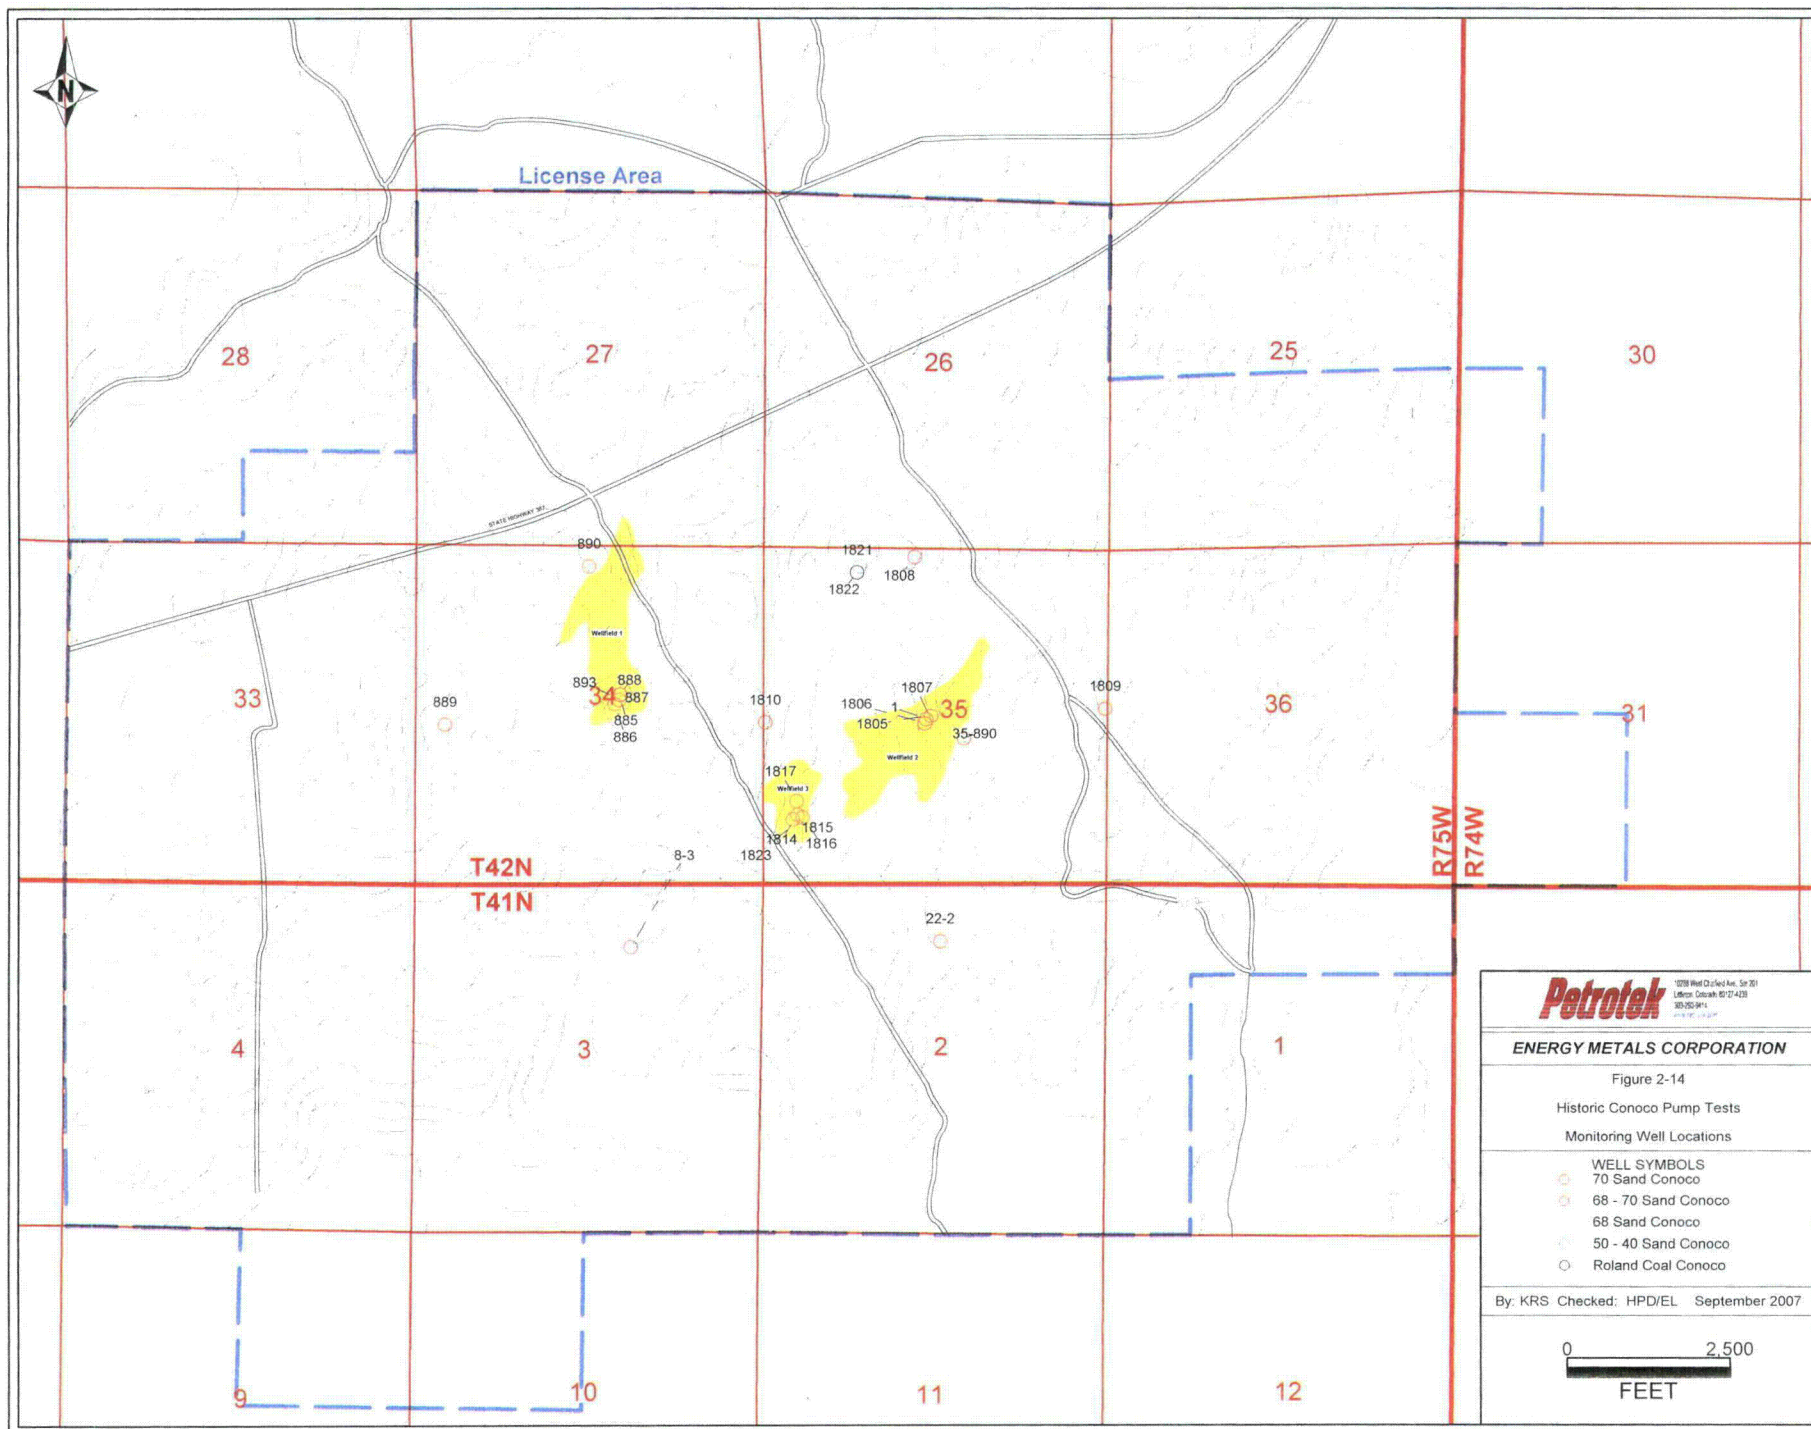 N
License Area
28
27
26
25
30
STATE HIGHWAY 387
890
1821
1822
1808
Wellfield 1
33
889
893
34
888
887
885
886
1810
1806
1
1807
1805
35
35-890
Wellfield 2
1809
36
31
1817
Wellfield 3
1815
1814
1816
1823
8-3
R75W
R74W
T42N
T41N
22-2
4
3
2
1
9
10
11
12
Petrotek
ENERGY METALS CORPORATION
Figure 2-14
Historic Conoco Pump Tests
Monitoring Well Locations
WELL SYMBOLS
70 Sand Conoco
68 - 70 Sand Conoco
68 Sand Conoco
50 - 40 Sand Conoco
Roland Coal Conoco
By: KRS Checked: HPD/EL September 2007
0 2,500
FEET